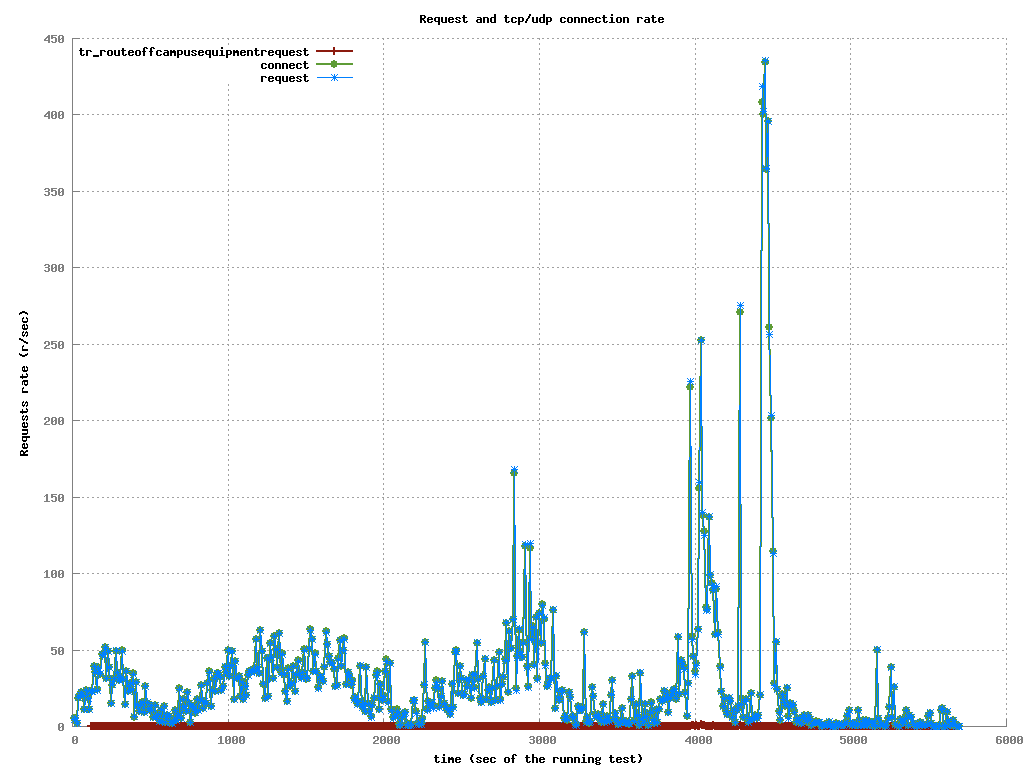 Request and tcp/udp connection rate
450
400
350
300
250
200
150
100
50
0
Requests rate (r/sec)
tr_routeoffcampusequipmentrequest
connect
request
0 1000 2000 3000 4000 5000 6000
time (sec of the running test)